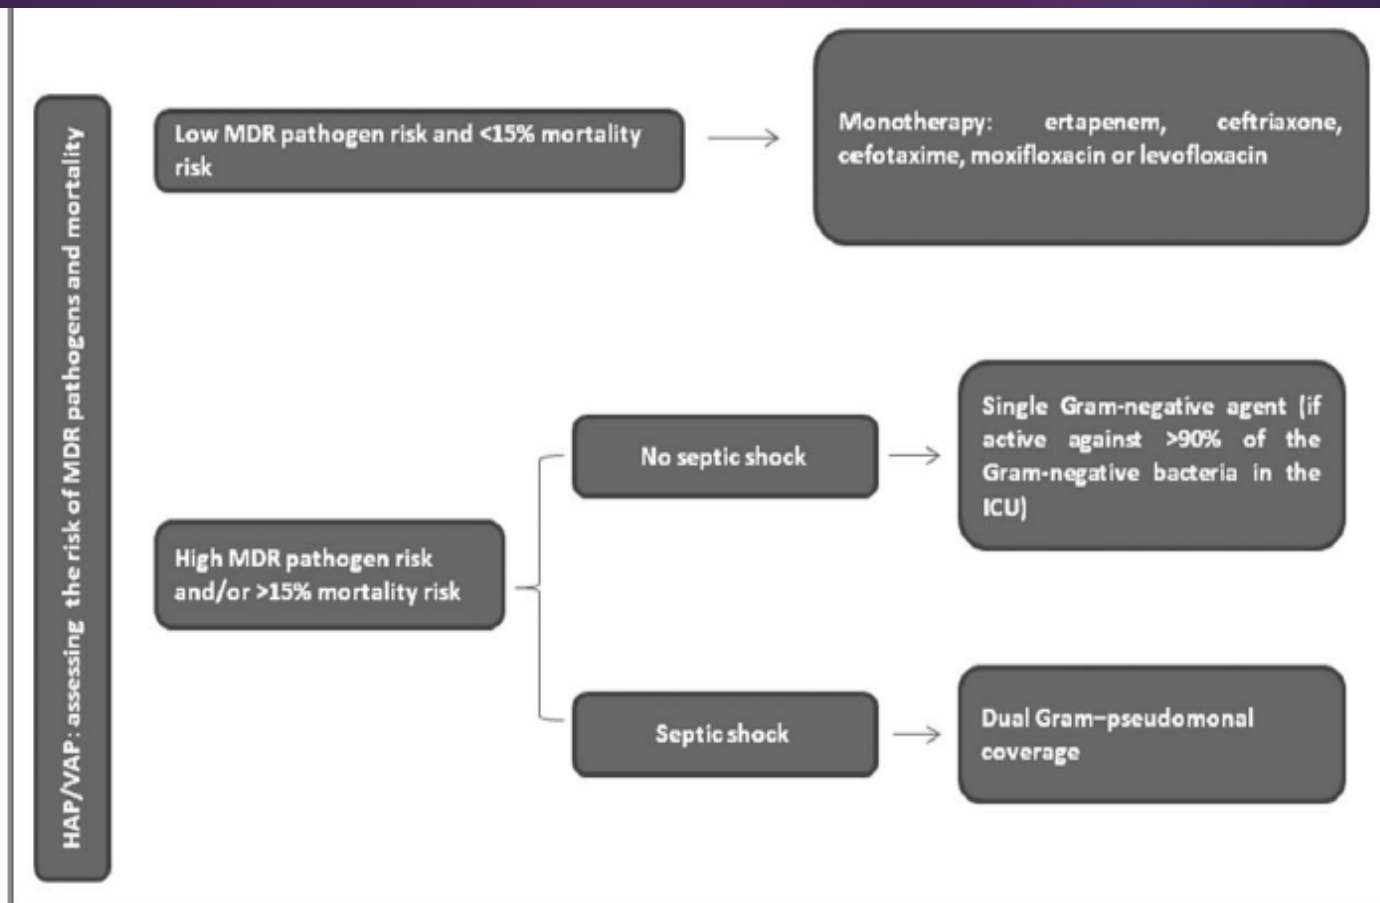 HAP/VAP: assessing the risk of MDR pathogens and mortality
Low MDR pathogen risk and <15% mortality
risk
Monotherapy: ertapenem, ceftriaxone,
cefotaxime, moxifloxacin or levofloxacin
High MDR pathogen risk
and/or >15% mortality risk
No septic shock
Single Gram-negative agent (if
active against >90% of the
Gram-negative bacteria in the
ICU)
Septic shock
Dual Gram–pseudomonal
coverage